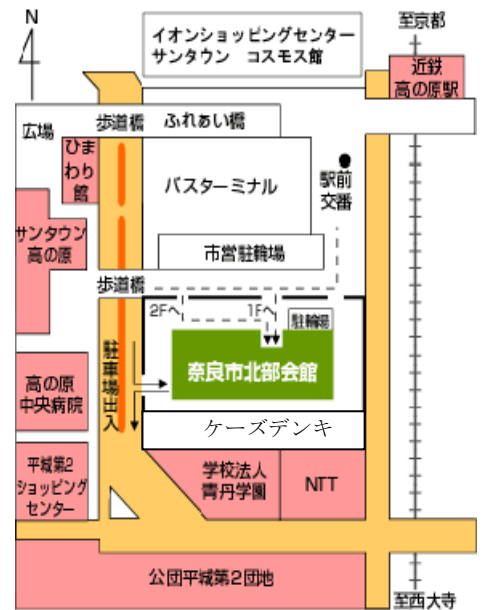 N
イオンショッピングセンター
サンタウン　コスモス館
至京都
近鉄
高の原駅
広場
歩道橋
ふれあい橋
ひま
わり
館
バスターミナル
駅前
交番
サンタウン
高の原
市営駐輪場
歩道橋
2Fへ
1Fへ
駐輪場
駐車場出入
奈良市北部会館
高の原
中央病院
ケーズデンキ
平城第2
ショッピング
センター
学校法人
青丹学園
NTT
公団平城第2団地
至西大寺